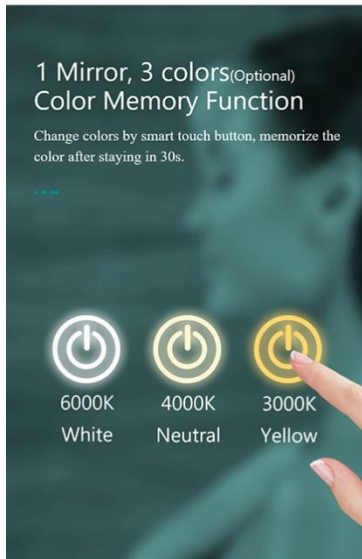 1 Mirror, 3 colors(Optional)
Color Memory Function
Change colors by smart touch button, memorize the
color after staying in 30s.
6000K 4000K 3000K
White Neutral Yellow